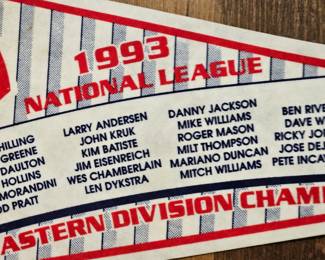 1993
NATIONAL LEAGUE
HILLING
GREENE
DAULTON
HOLLINS
MORANDINI
DD PRATT
LARRY ANDERSEN
JOHN KRUK
KIM BATISTE
JIM EISENREICH
WES CHAMBERLAIN
LEN DYKSTRA
DANNY JACKSON
MIKE WILLIAMS
ROGER MASON
MILT THOMPSON
MARIANO DUNCAN
MITCH WILLIAMS
BEN RIVE
DAVE W
RICKY JO
JOSE DEJ
PETE INCA
ASTERN DIVISION CHAM